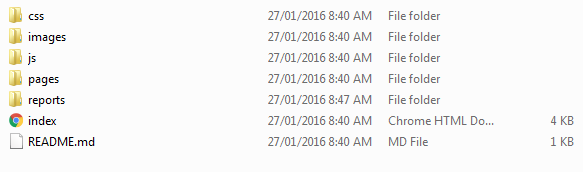 css 27/01/2016 8:40 AM File folder
images 27/01/2016 8:40 AM File folder
js 27/01/2016 8:40 AM File folder
pages 27/01/2016 8:40 AM File folder
reports 27/01/2016 8:47 AM File folder
index 27/01/2016 8:40 AM Chrome HTML Do... 4 KB
README.md 27/01/2016 8:40 AM MD File 1 KB